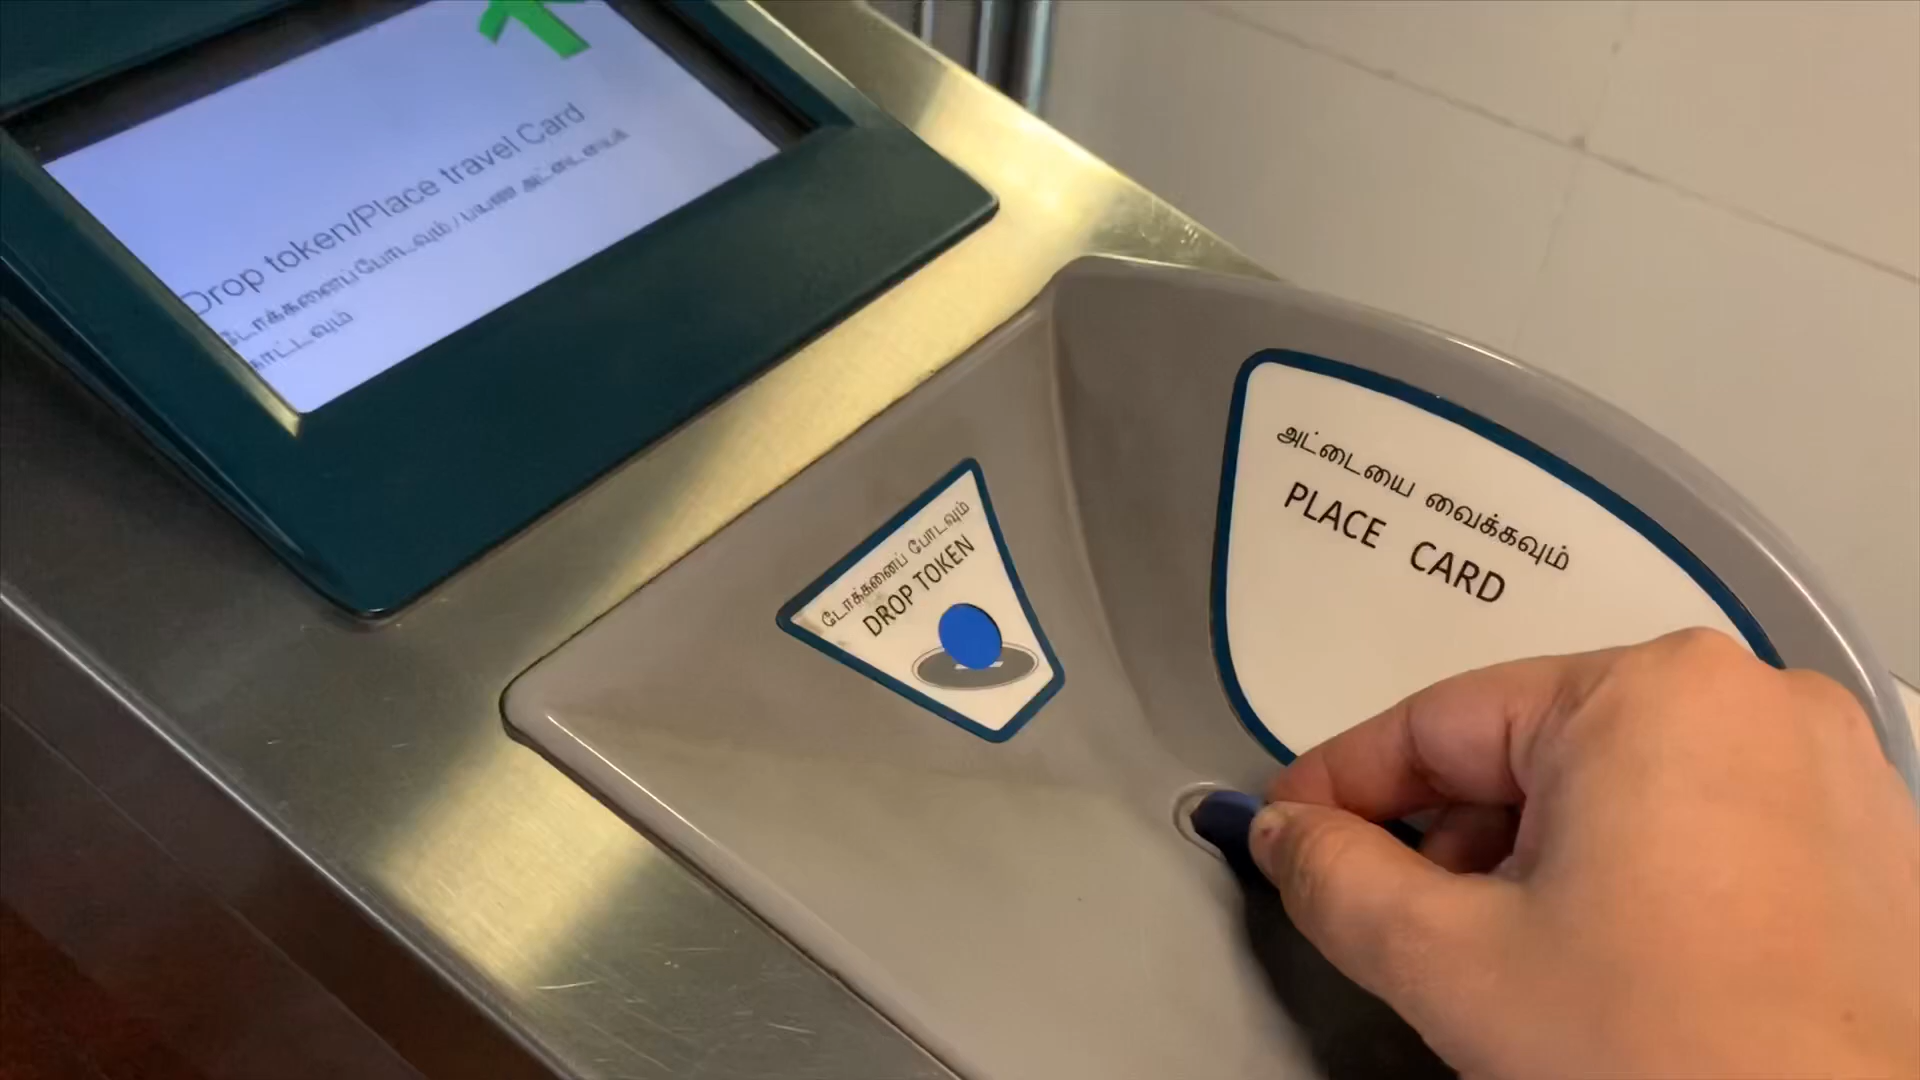 Drop token/Place travel Card
டோக்கனைப் போடவும் / பயண அட்டையைக்
காட்டவும்
டோக்கனைப் போடவும்
DROP TOKEN
அட்டையை வைக்கவும்
PLACE CARD